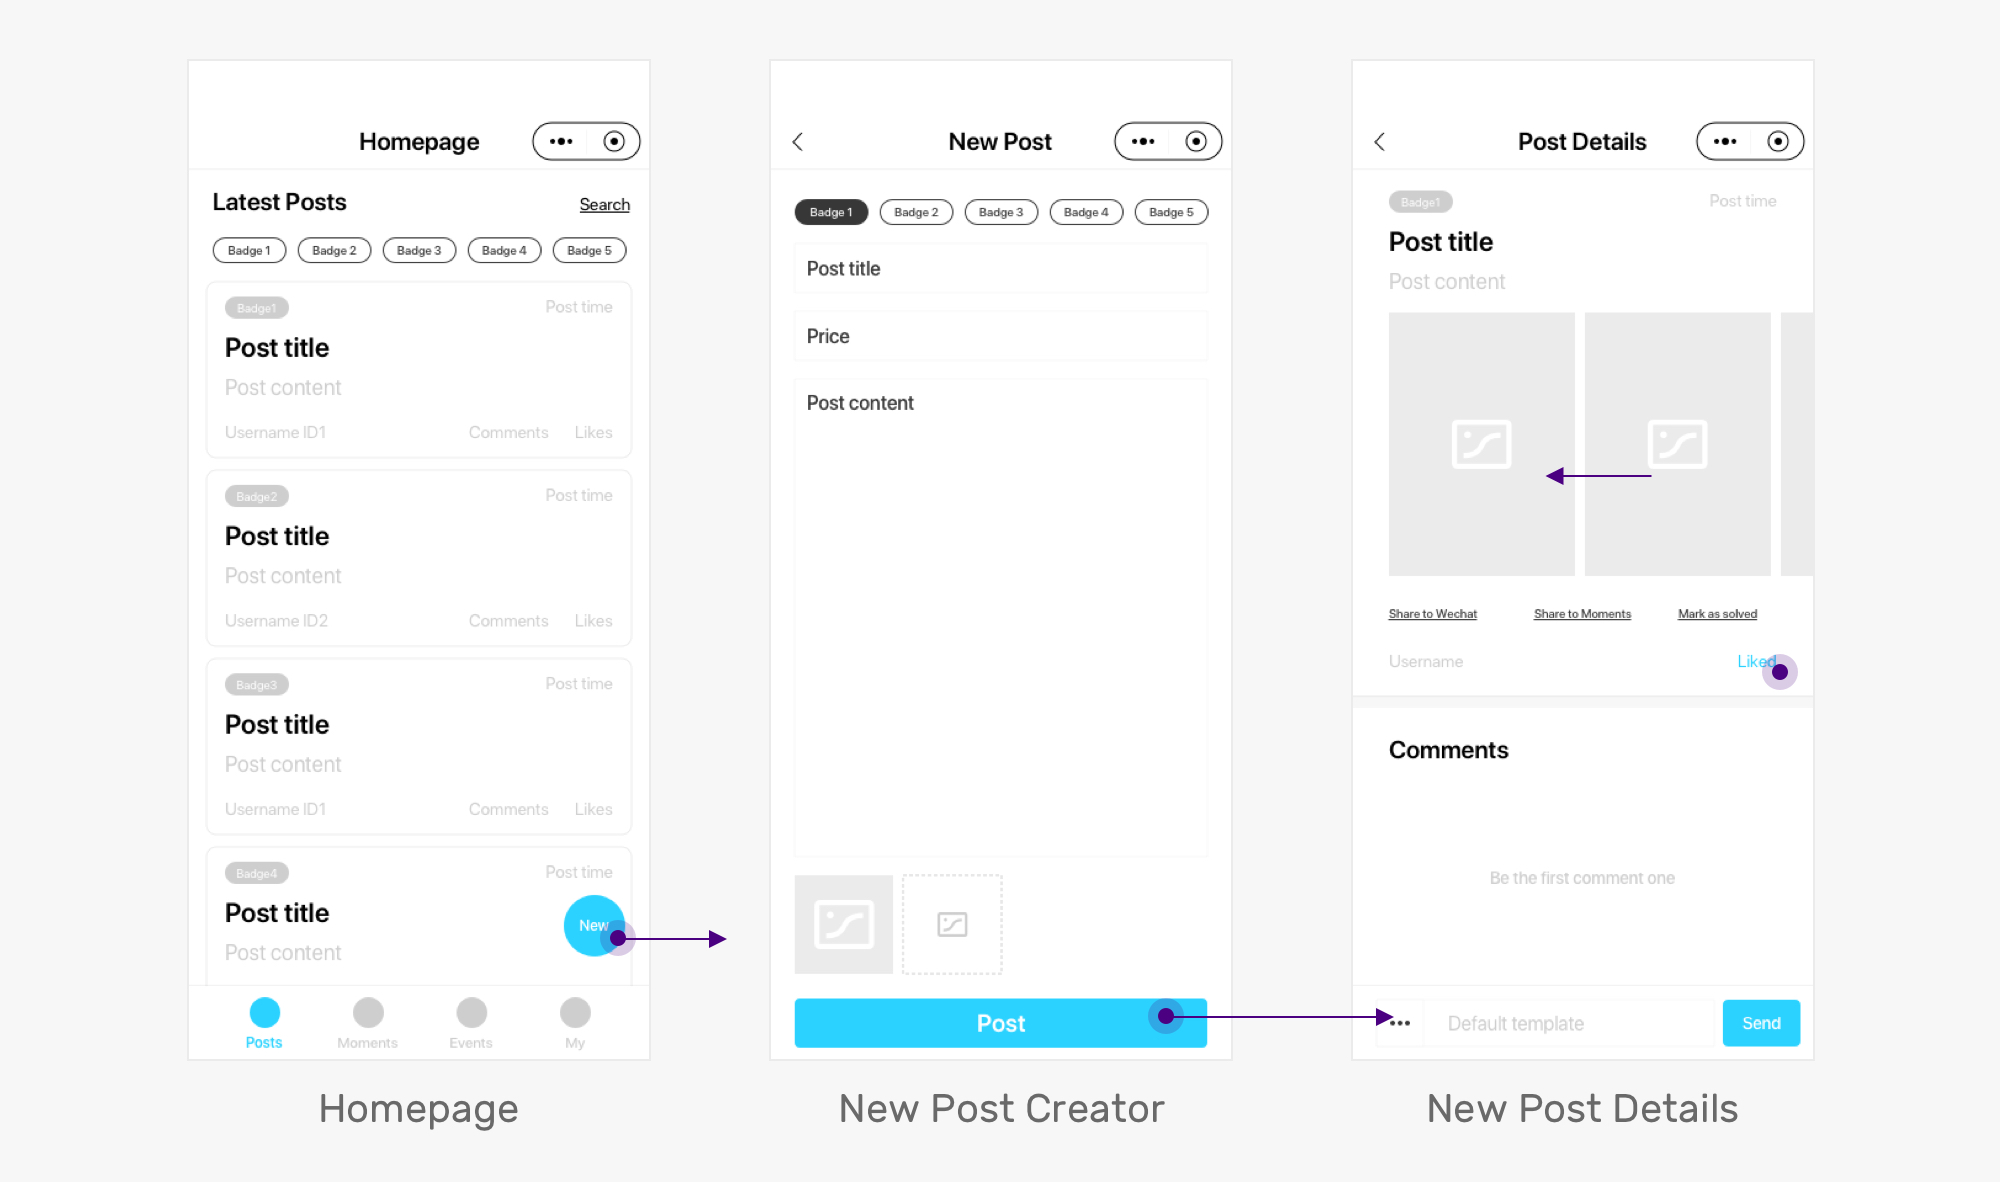 Homepage
Latest Posts
Search
Badge 1
Badge 2
Badge 3
Badge 4
Badge 5
Badge1
Post time
Post title
Post content
Username ID1
Comments
Likes
Badge2
Post time
Post title
Post content
Username ID2
Comments
Likes
Badge3
Post time
Post title
Post content
Username ID1
Comments
Likes
Badge4
Post time
Post title
Post content
New
Posts
Moments
Events
My
Homepage
New Post
Badge 1
Badge 2
Badge 3
Badge 4
Badge 5
Post title
Price
Post content
Post
New Post Creator
Post Details
Badge1
Post time
Post title
Post content
Share to Wechat
Share to Moments
Mark as solved
Username
Liked
Comments
Be the first comment one
Default template
Send
New Post Details